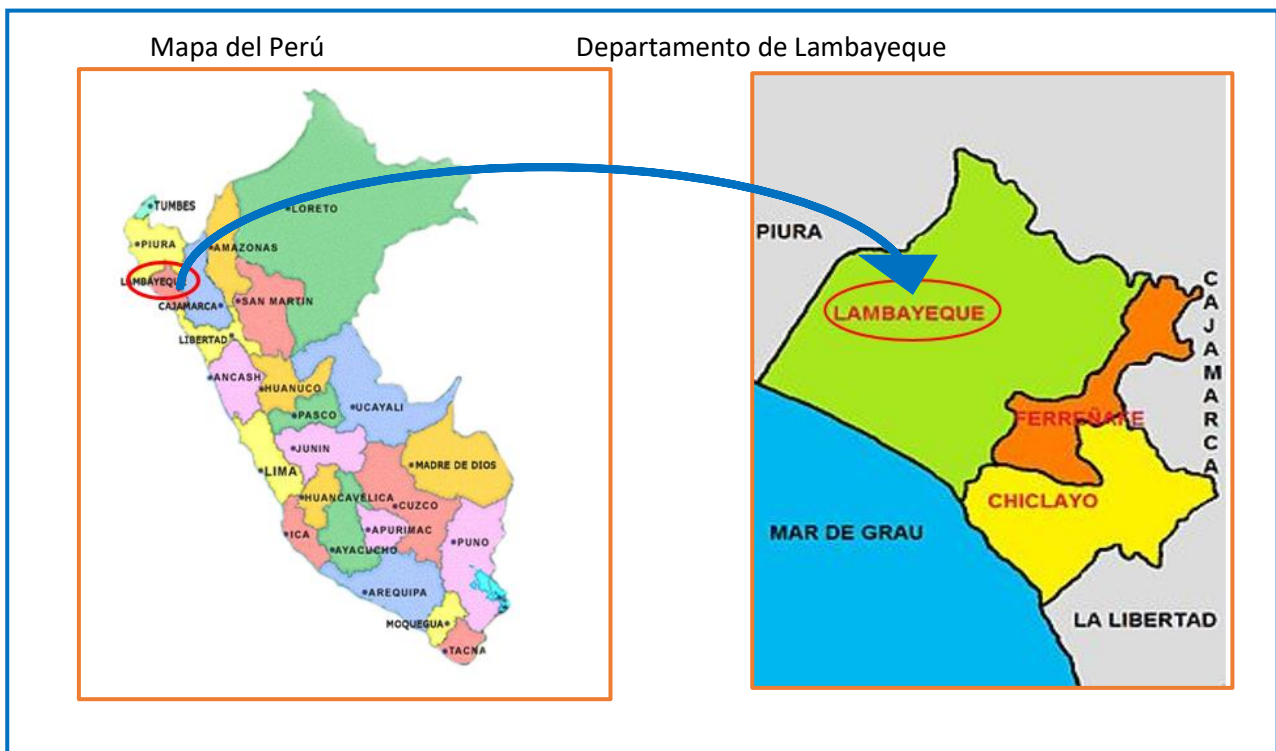 Mapa del Perú
Departamento de Lambayeque
TUMBES
LORETO
PIURA
AMAZONAS
LAMBAYEQUE
CAJAMARCA
SAN MARTIN
LIBERTAD
ANCASH
HUANUCO
PASCO
UCAYALI
JUNIN
LIMA
MADRE DE DIOS
HUANCAVELICA
CUZCO
ICA
APURIMAC
AYACUCHO
PUNO
AREQUIPA
MOQUEGUA
TACNA
PIURA
LAMBAYEQUE
CAJAMARCA
FERREÑAFE
CHICLAYO
MAR DE GRAU
LA LIBERTAD